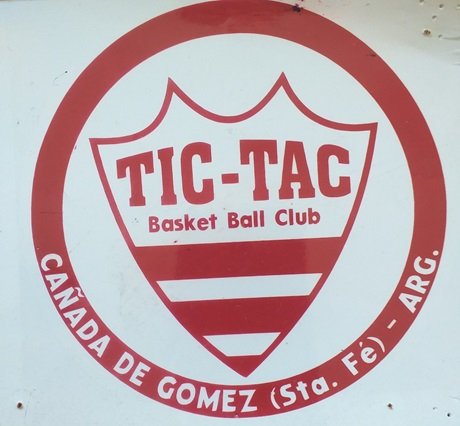 TIC-TAC
Basket Ball Club
CAÑADA DE GOMEZ (Sta. Fé) - ARG.